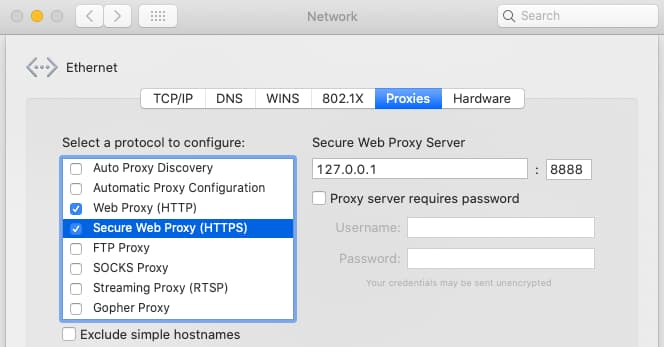 Network
Search
Ethernet
TCP/IP DNS WINS 802.1X Proxies Hardware
Select a protocol to configure:
Auto Proxy Discovery
Automatic Proxy Configuration
Web Proxy (HTTP)
Secure Web Proxy (HTTPS)
FTP Proxy
SOCKS Proxy
Streaming Proxy (RTSP)
Gopher Proxy
Exclude simple hostnames
Secure Web Proxy Server
127.0.0.1 : 8888
Proxy server requires password
Username:
Password:
Your credentials may be sent unencrypted